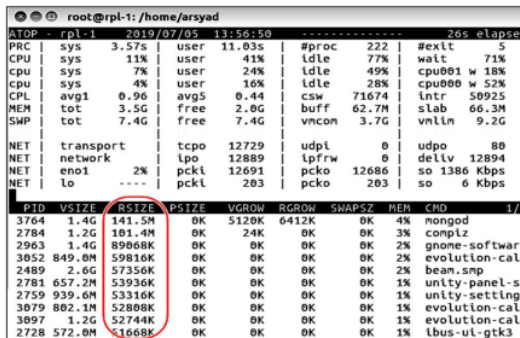 root@rpl-1: /home/arsyad
ATOP - rpl-1 2019/07/05 13:56:50 -------------- 26s elapse
PRC | sys 3.57s | user 11.03s | #proc 222 | #exit 5
CPU | sys 11% | user 41% | idle 77% | wait 71%
cpu | sys 7% | user 24% | idle 49% | cpu001 w 18%
cpu | sys 4% | user 16% | idle 28% | cpu000 w 52%
CPL | avg1 0.96 | avg5 0.44 | csw 71674 | intr 50925
MEM | tot 3.5G | free 2.0G | buff 62.7M | slab 66.3M
SWP | tot 7.4G | free 7.4G | vmcom 3.7G | vmlim 9.2G
NET | transport | tcpo 12729 | udpi 0 | udpo 80
NET | network | ipo 12889 | ipfrw 0 | deliv 12894
NET | eno1 2% | pcki 12691 | pcko 12686 | so 1386 Kbps
NET | lo ---- | pcki 203 | pcko 203 | so 6 Kbps
PID VSIZE RSIZE PSIZE VGROW RGROW SWAPSZ MEM CMD 1/
3764 1.4G 141.5M 0K 5120K 6412K 0K 4% mongod
2784 1.2G 101.4M 0K 24K 0K 0K 3% compiz
2963 1.4G 89068K 0K 0K 0K 0K 2% gnome-softwar
3052 849.0M 59816K 0K 0K 0K 0K 2% evolution-cal
2489 2.6G 57356K 0K 0K 0K 0K 2% beam.smp
2781 657.2M 53936K 0K 0K 0K 0K 1% unity-panel-s
2759 939.6M 53316K 0K 0K 0K 0K 1% unity-setting
3079 802.1M 52808K 0K 0K 0K 0K 1% evolution-cal
3097 1.2G 52744K 0K 0K 0K 0K 1% evolution-cal
2728 572.0M 51668K 0K 0K 0K 0K 1% ibus-ui-gtk3